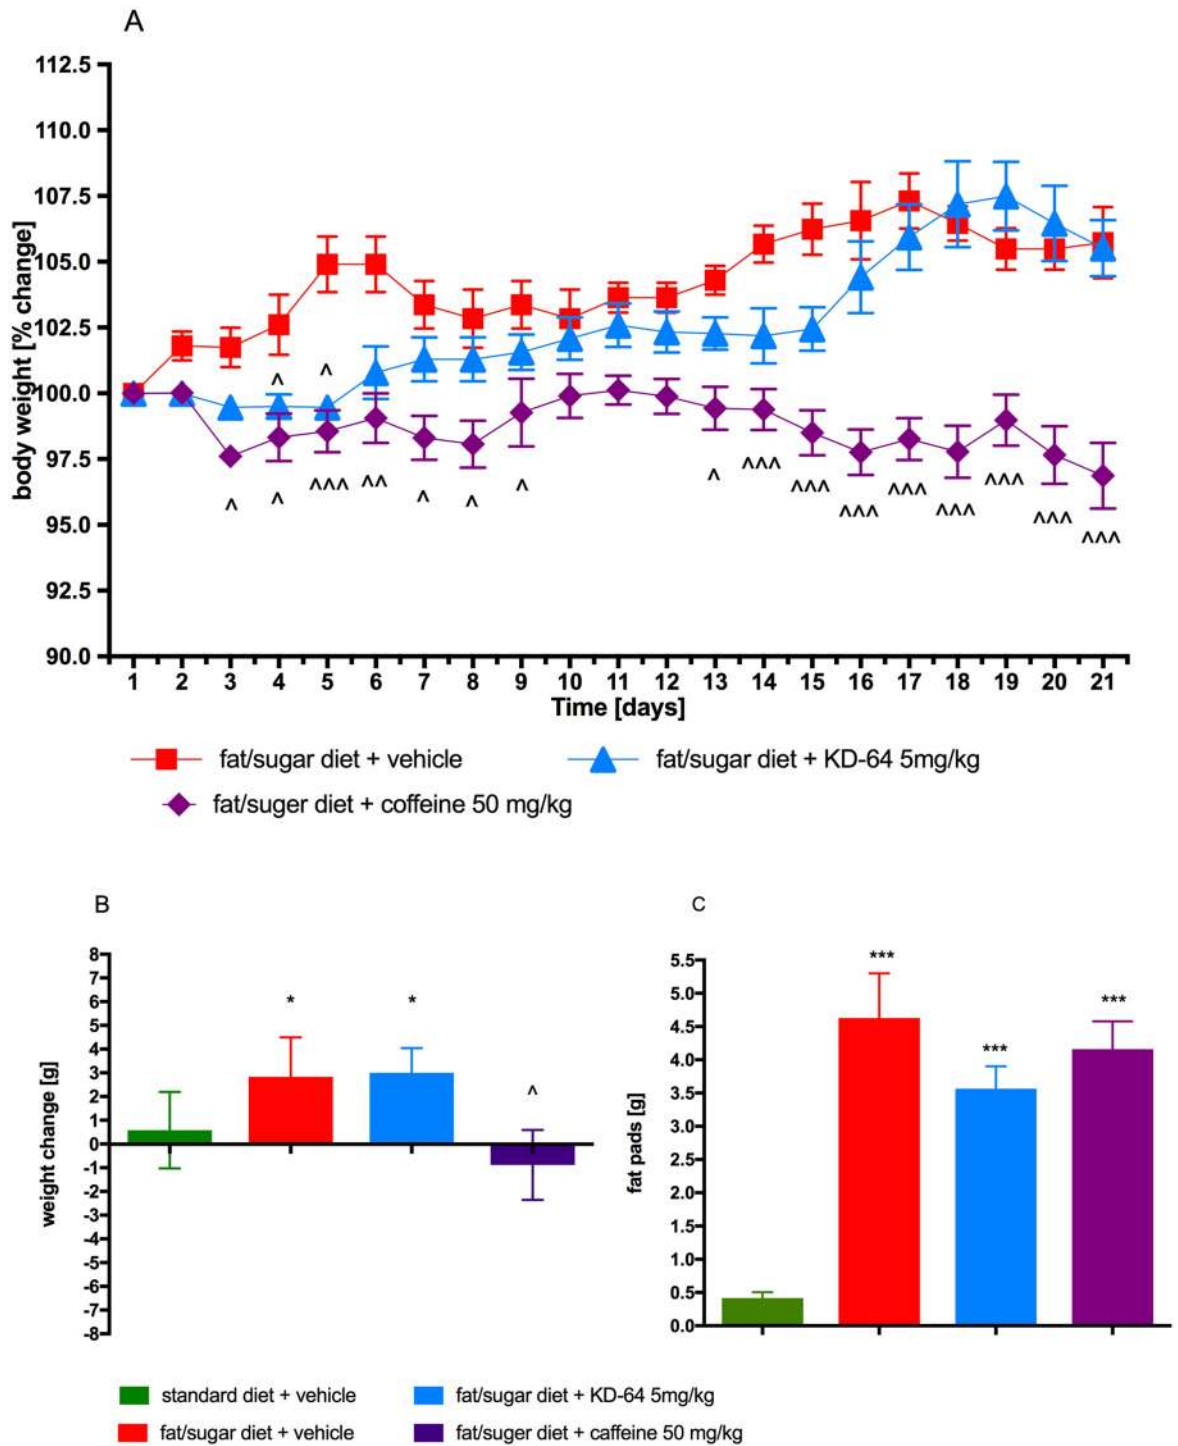 A
body weight [% change]
112.5
110.0
107.5
105.0
102.5
100.0
97.5
95.0
92.5
90.0
^ ^
^ ^ ^^^ ^^ ^ ^ ^ ^ ^^^ ^^^ ^^^ ^^^ ^^^ ^^^ ^^^ ^^^
1 2 3 4 5 6 7 8 9 10 11 12 13 14 15 16 17 18 19 20 21
Time [days]
fat/sugar diet + vehicle fat/sugar diet + KD-64 5mg/kg
fat/suger diet + coffeine 50 mg/kg
B
weight change [g]
8
7
6
5
4
3
2
1
0
-1
-2
-3
-4
-5
-6
-7
-8
* * ^
C
fat pads [g]
5.5
5.0
4.5
4.0
3.5
3.0
2.5
2.0
1.5
1.0
0.5
0.0
*** *** ***
standard diet + vehicle fat/sugar diet + KD-64 5mg/kg
fat/sugar diet + vehicle fat/suger diet + caffeine 50 mg/kg